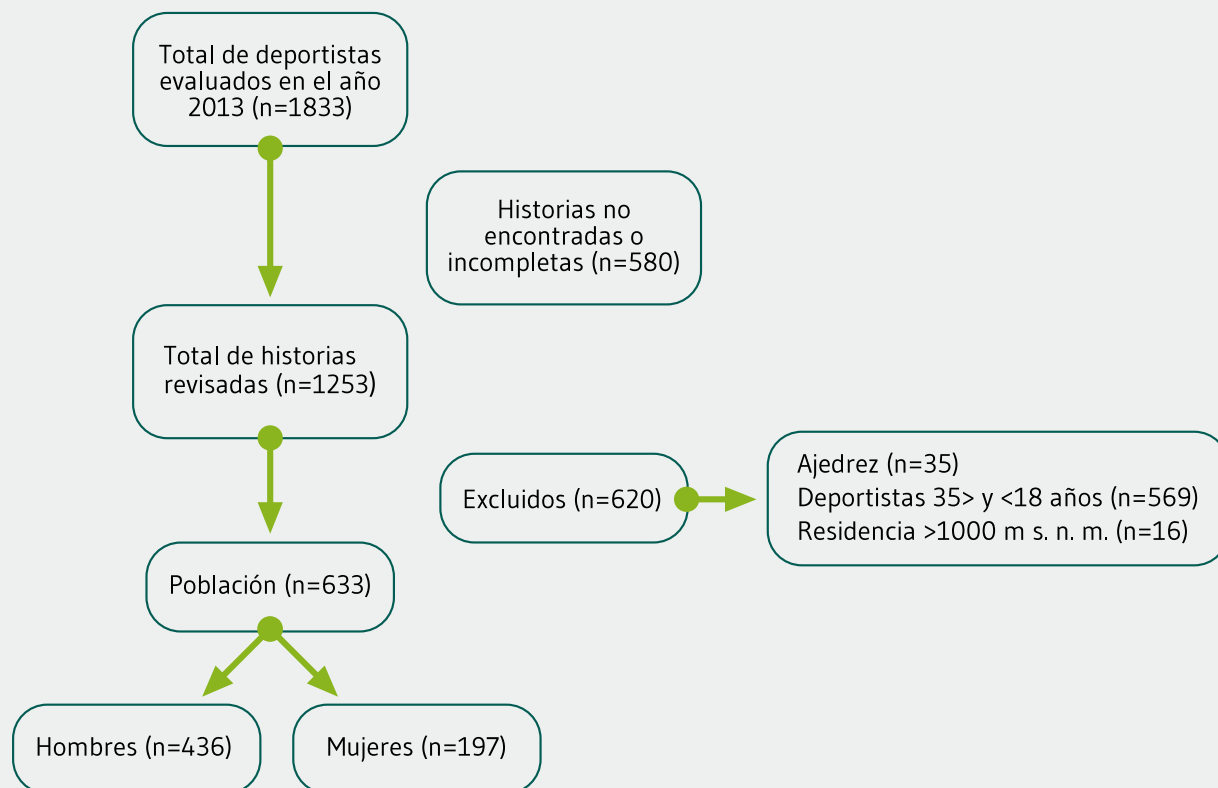 Total de deportistas
evaluados en el año
2013 (n=1833)
Historias no
encontradas o
incompletas (n=580)
Total de historias
revisadas (n=1253)
Excluidos (n=620)
Ajedrez (n=35)
Deportistas 35> y <18 años (n=569)
Residencia >1000 m s. n. m. (n=16)
Población (n=633)
Hombres (n=436)
Mujeres (n=197)